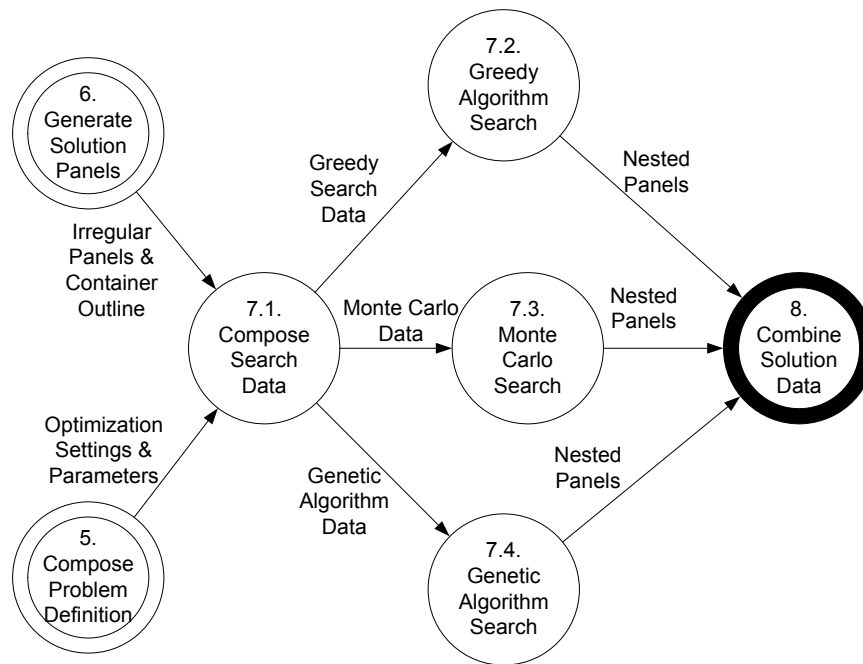 7.2.
Greedy
Algorithm
Search
6.
Generate
Solution
Panels
Greedy
Search
Data
Nested
Panels
Irregular
Panels &
Container
Outline
7.1.
Compose
Search
Data
Monte Carlo
Data
7.3.
Monte
Carlo
Search
Nested
Panels
8.
Combine
Solution
Data
Optimization
Settings &
Parameters
Genetic
Algorithm
Data
Nested
Panels
5.
Compose
Problem
Definition
7.4.
Genetic
Algorithm
Search